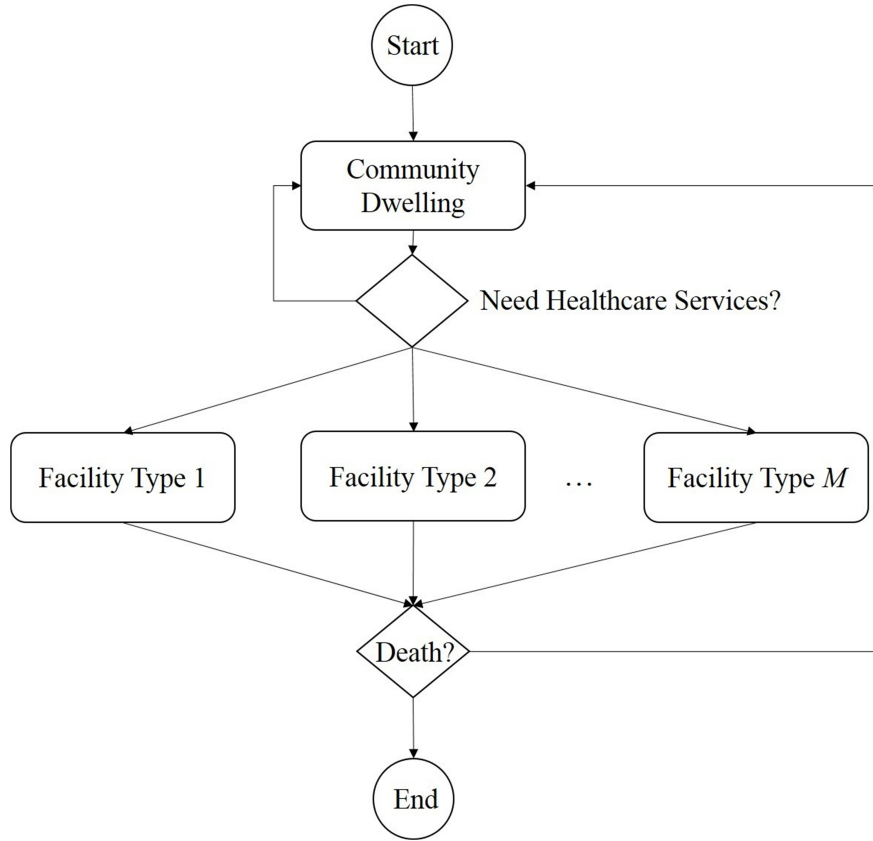 Start
Community
Dwelling
Need Healthcare Services?
Facility Type 1
Facility Type 2
…
Facility Type M
Death?
End